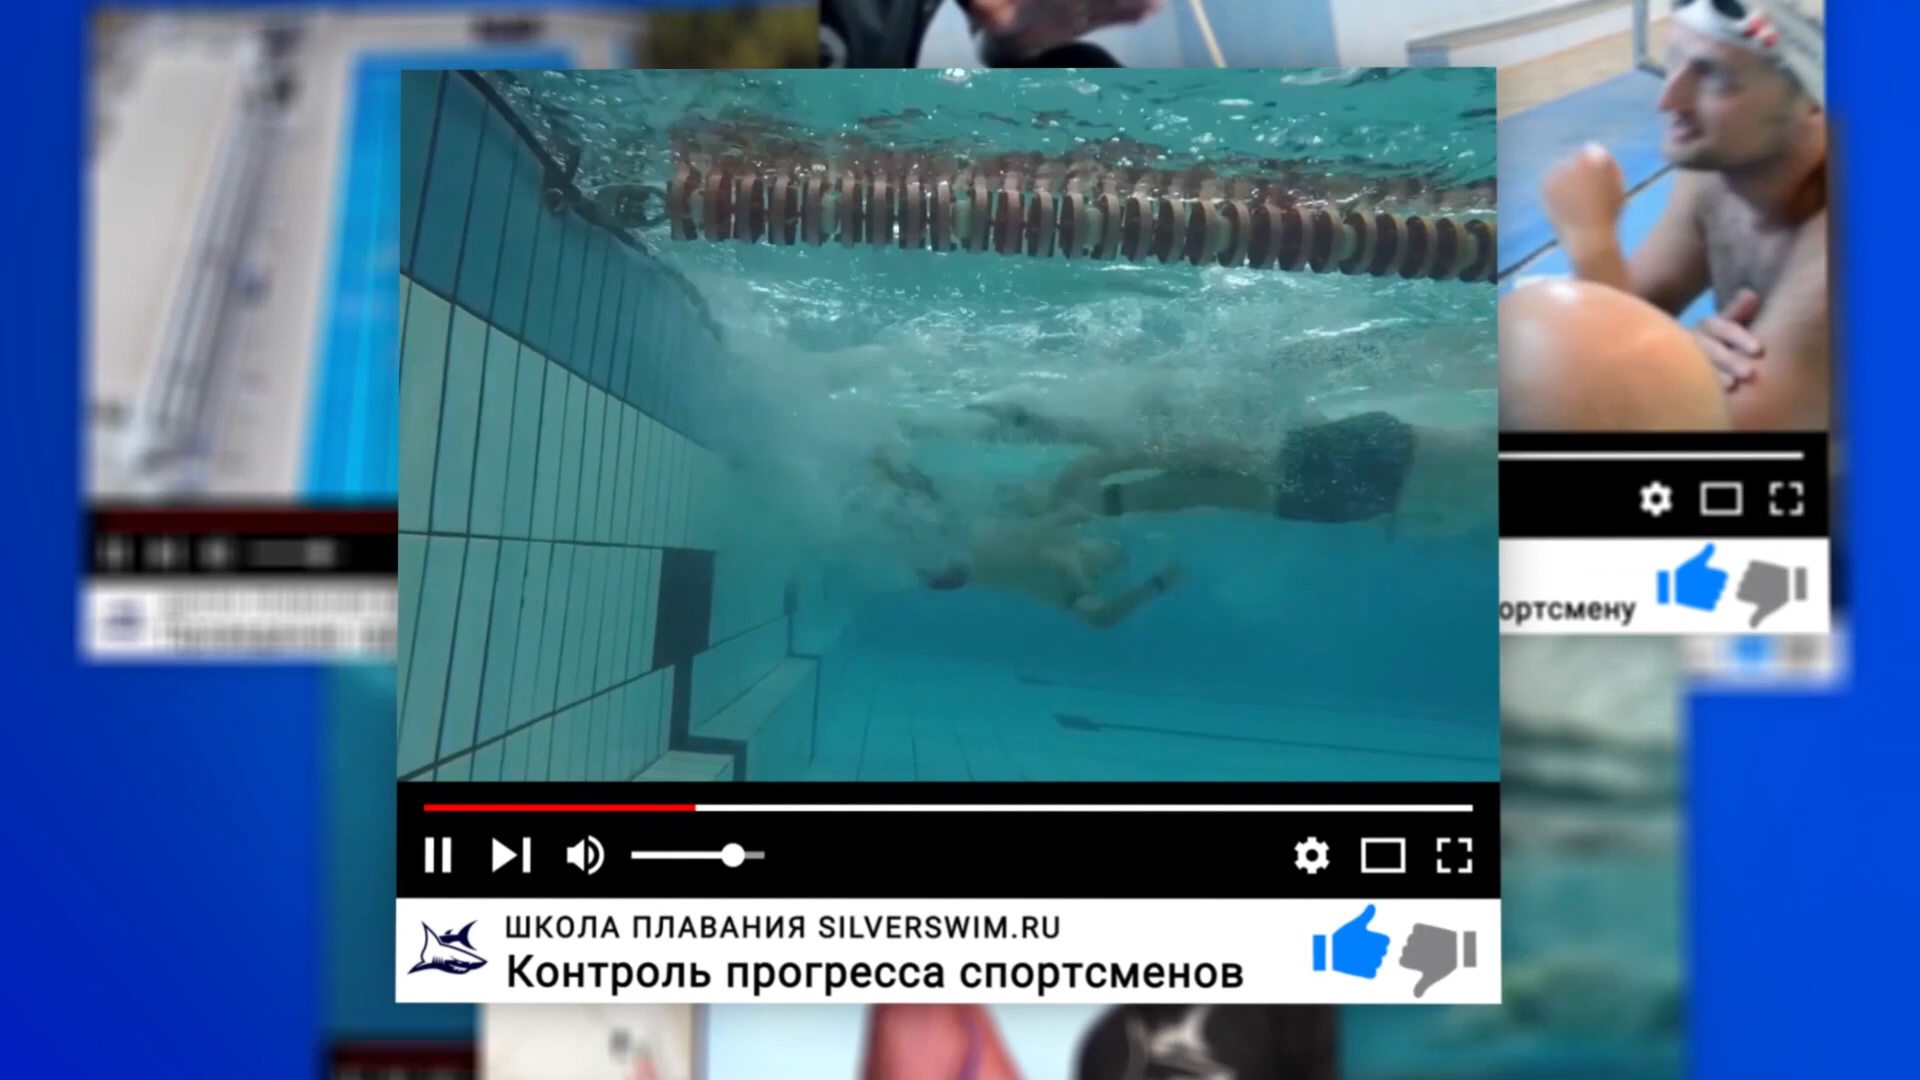 ортсмену
ШКОЛА ПЛАВАНИЯ SILVERSWIM.RU
Контроль прогресса спортсменов